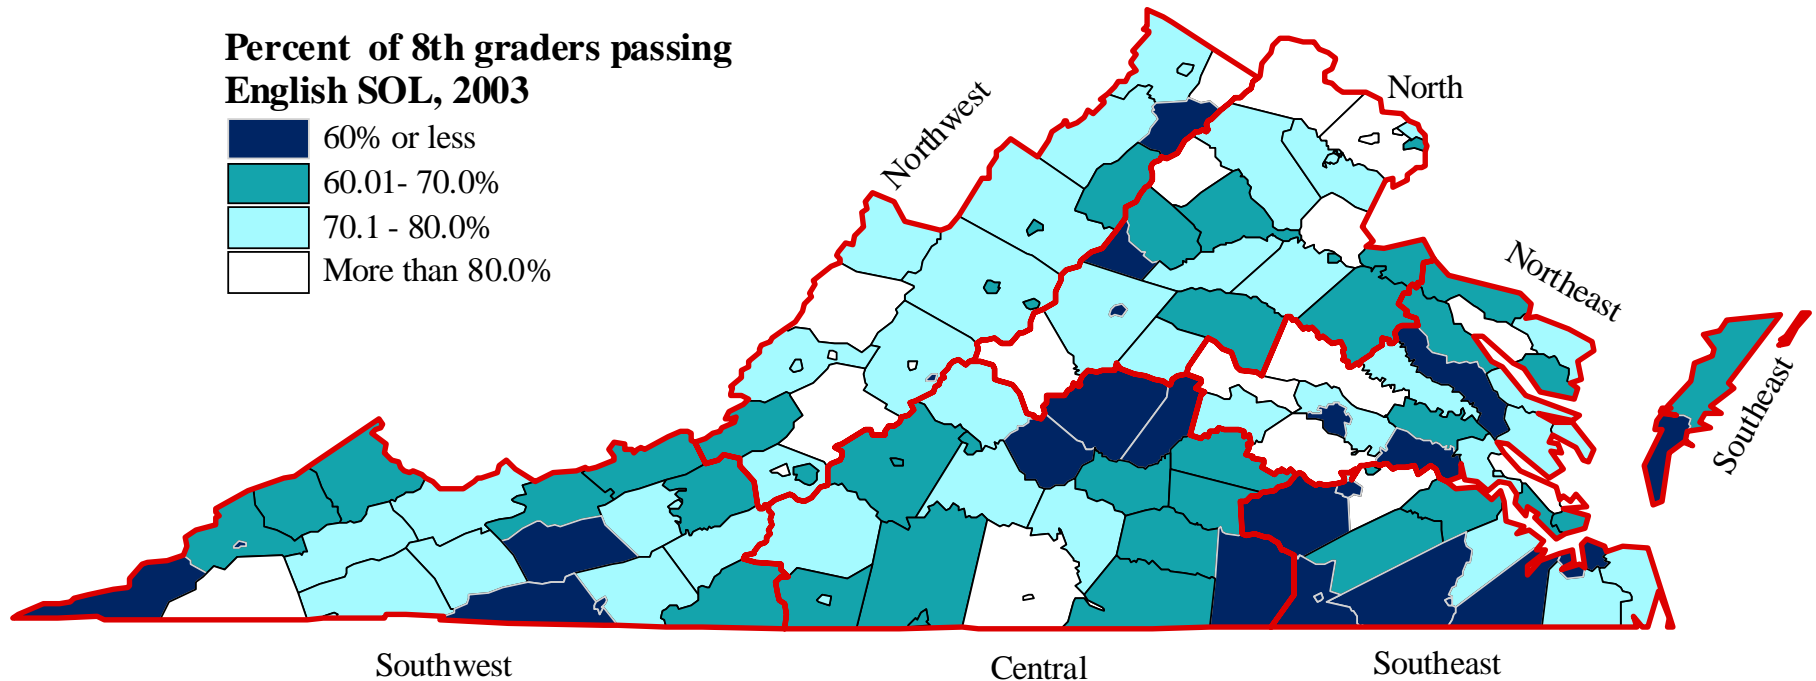 Percent of 8th graders passing
English SOL, 2003
60% or less
60.01- 70.0%
70.1 - 80.0%
More than 80.0%
Northwest
North
Northeast
Southeast
Southwest
Central
Southeast